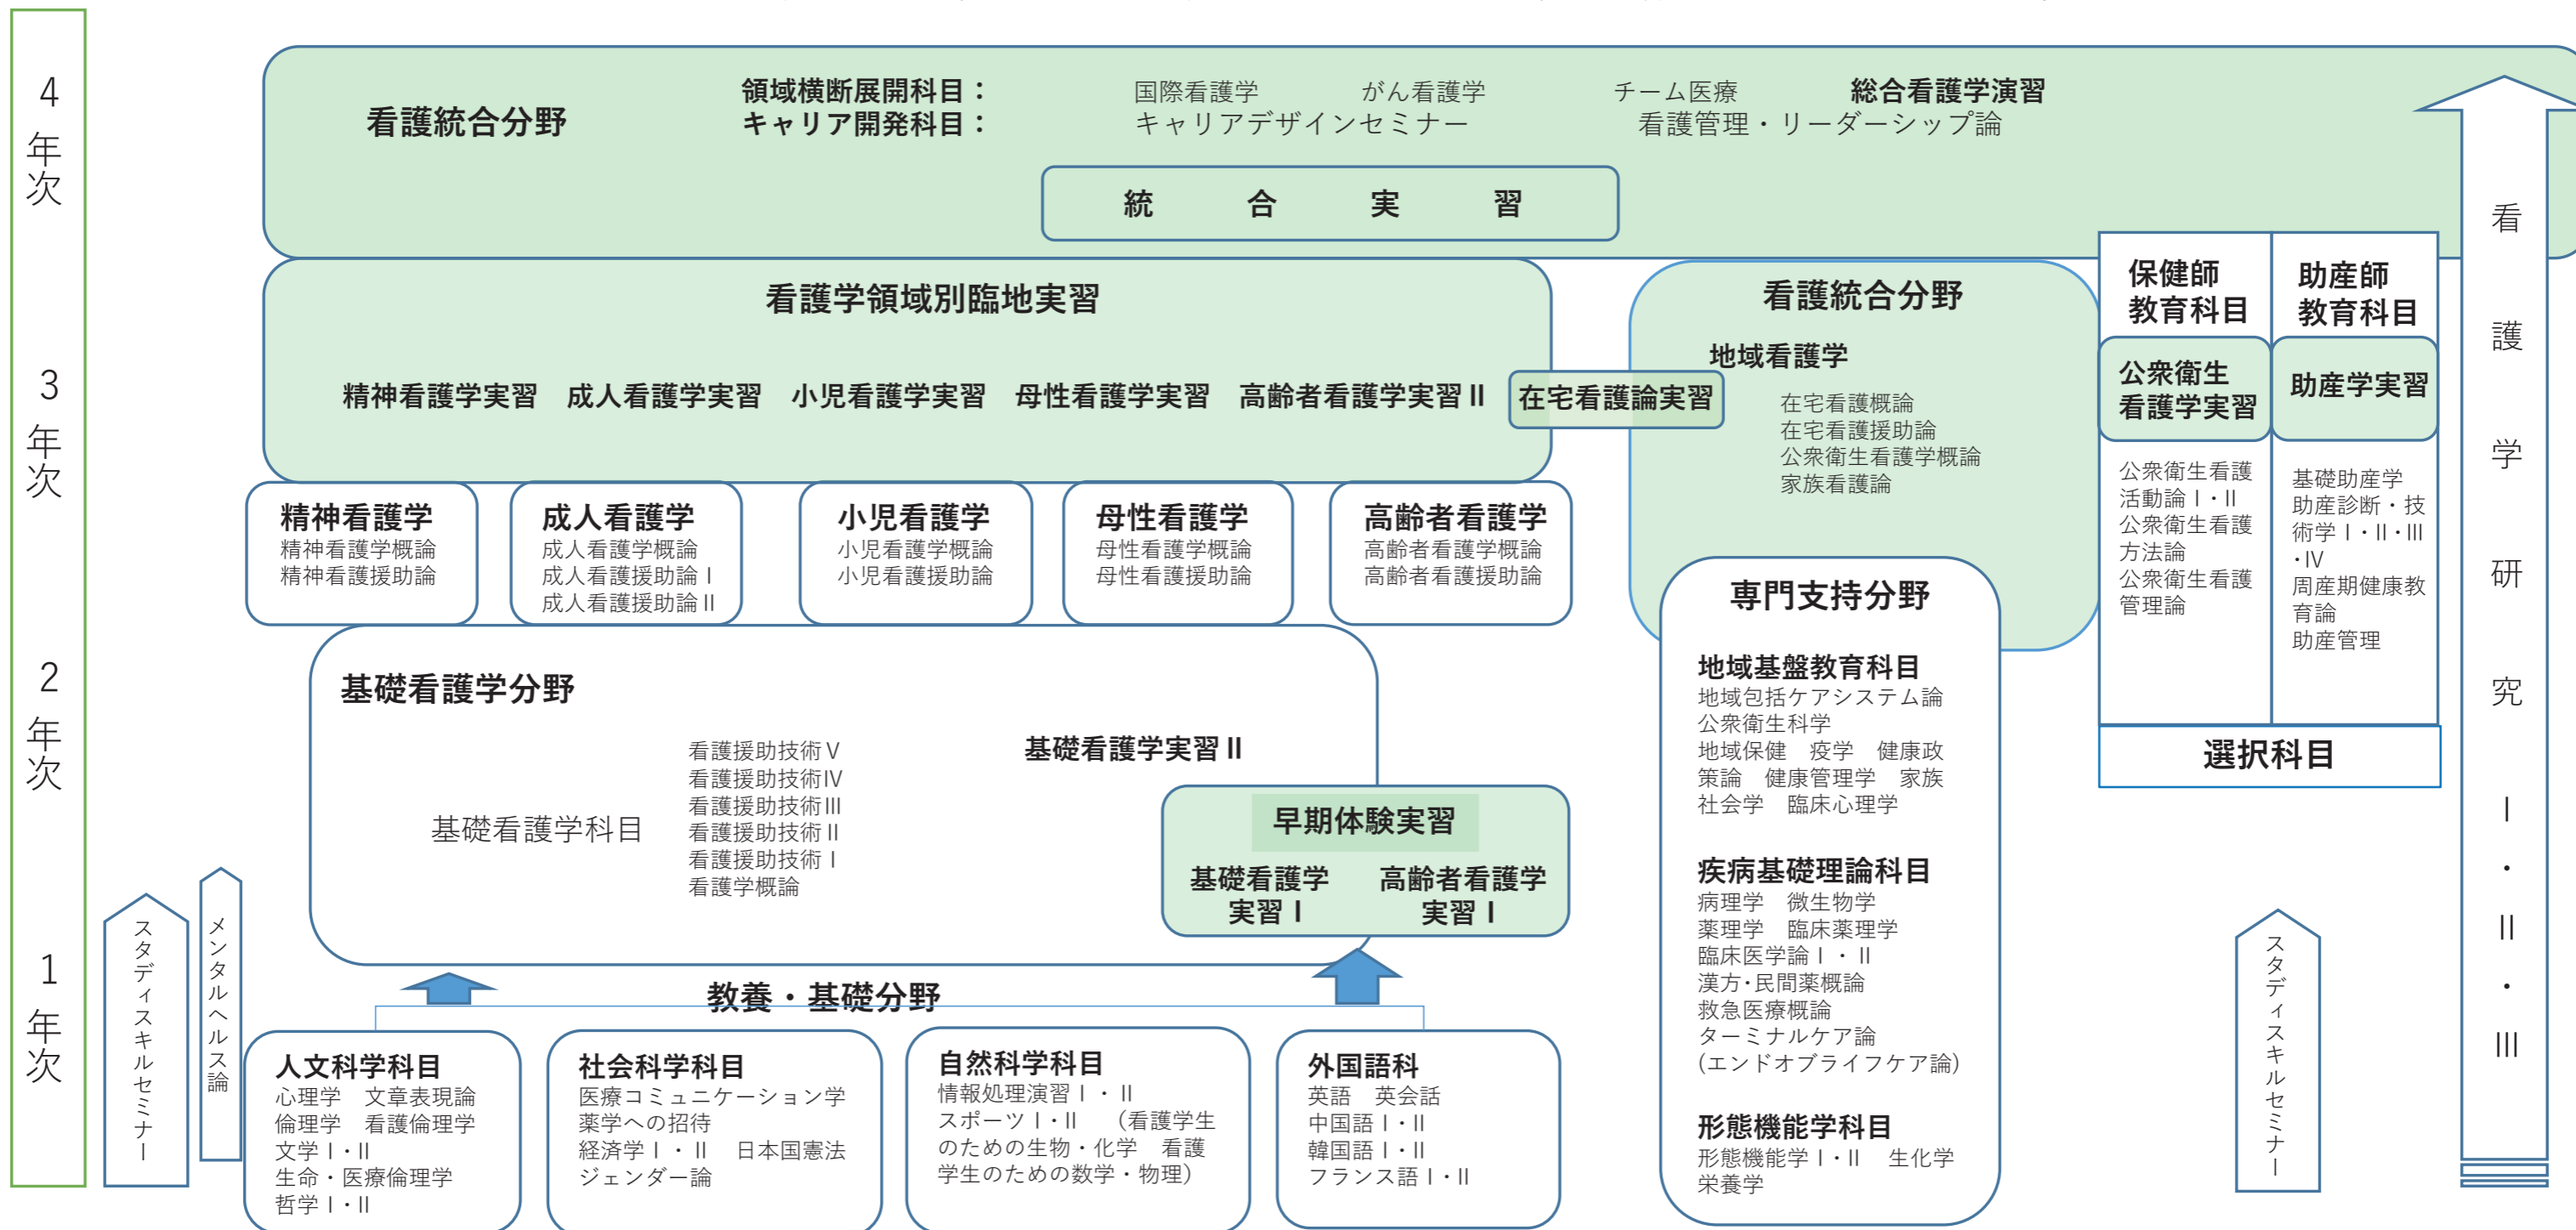 4年次
3年次
2年次
1年次
看護統合分野
領域横断展開科目： 国際看護学 がん看護学 チーム医療 総合看護学演習
キャリア開発科目： キャリアデザインセミナー 看護管理・リーダーシップ論
統合実習
看護学領域別臨地実習
精神看護学実習 成人看護学実習 小児看護学実習 母性看護学実習 高齢者看護学実習Ⅱ
在宅看護論実習
看護統合分野
地域看護学
在宅看護概論
在宅看護援助論
公衆衛生看護学概論
家族看護論
保健師
教育科目
公衆衛生
看護学実習
公衆衛生看護
活動論Ⅰ・Ⅱ
公衆衛生看護
方法論
公衆衛生看護
管理論
助産師
教育科目
助産学実習
基礎助産学
助産診断・技
術学Ⅰ・Ⅱ・Ⅲ
・Ⅳ
周産期健康教
育論
助産管理
選択科目
看護学研究Ⅰ・Ⅱ・Ⅲ
精神看護学
精神看護学概論
精神看護援助論
成人看護学
成人看護学概論
成人看護援助論Ⅰ
成人看護援助論Ⅱ
小児看護学
小児看護学概論
小児看護援助論
母性看護学
母性看護学概論
母性看護援助論
高齢者看護学
高齢者看護学概論
高齢者看護援助論
基礎看護学分野
基礎看護学科目
看護援助技術Ⅴ
看護援助技術Ⅳ
看護援助技術Ⅲ
看護援助技術Ⅱ
看護援助技術Ⅰ
看護学概論
基礎看護学実習Ⅱ
早期体験実習
基礎看護学
実習Ⅰ
高齢者看護学
実習Ⅰ
専門支持分野
地域基盤教育科目
地域包括ケアシステム論
公衆衛生科学
地域保健 疫学 健康政
策論 健康管理学 家族
社会学 臨床心理学
疾病基礎理論科目
病理学 微生物学
薬理学 臨床薬理学
臨床医学論Ⅰ・Ⅱ
漢方・民間薬概論
救急医療概論
ターミナルケア論
(エンドオブライフケア論)
形態機能学科目
形態機能学Ⅰ・Ⅱ 生化学
栄養学
スタディスキルセミナー
メンタルヘルス論
スタディスキルセミナー
教養・基礎分野
人文科学科目
心理学 文章表現論
倫理学 看護倫理学
文学Ⅰ・Ⅱ
生命・医療倫理学
哲学Ⅰ・Ⅱ
社会科学科目
医療コミュニケーション学
薬学への招待
経済学Ⅰ・Ⅱ 日本国憲法
ジェンダー論
自然科学科目
情報処理演習Ⅰ・Ⅱ
スポーツⅠ・Ⅱ （看護学生
のための生物・化学 看護
学生のための数学・物理）
外国語科
英語 英会話
中国語Ⅰ・Ⅱ
韓国語Ⅰ・Ⅱ
フランス語Ⅰ・Ⅱ